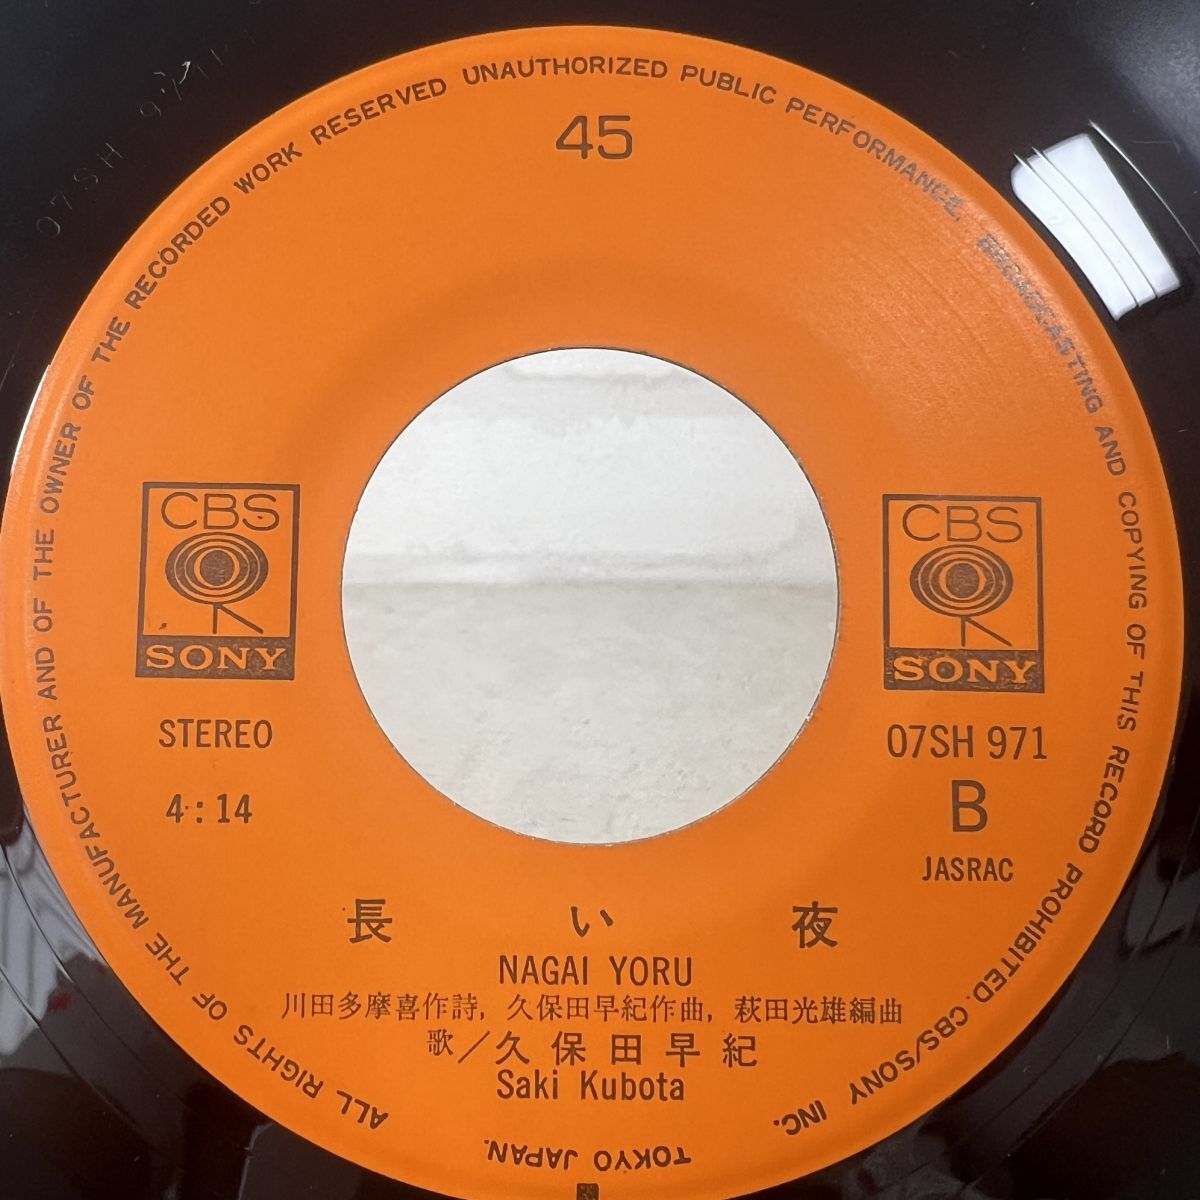 ALL RIGHTS OF THE MANUFACTURER AND OF THE OWNER OF THE RECORDED WORK RESERVED UNAUTHORIZED PUBLIC PERFORMANCE, BROADCASTING AND COPYING OF THIS RECORD PROHIBITED. CBS/SONY INC. TOKYO JAPAN.
45
CBS
SONY
CBS
SONY
STEREO
4:14
07SH 971
B
JASRAC
長い夜
NAGAI YORU
川田多摩喜作詩, 久保田早紀作曲, 萩田光雄編曲
歌/久保田早紀
Saki Kubota
07SH